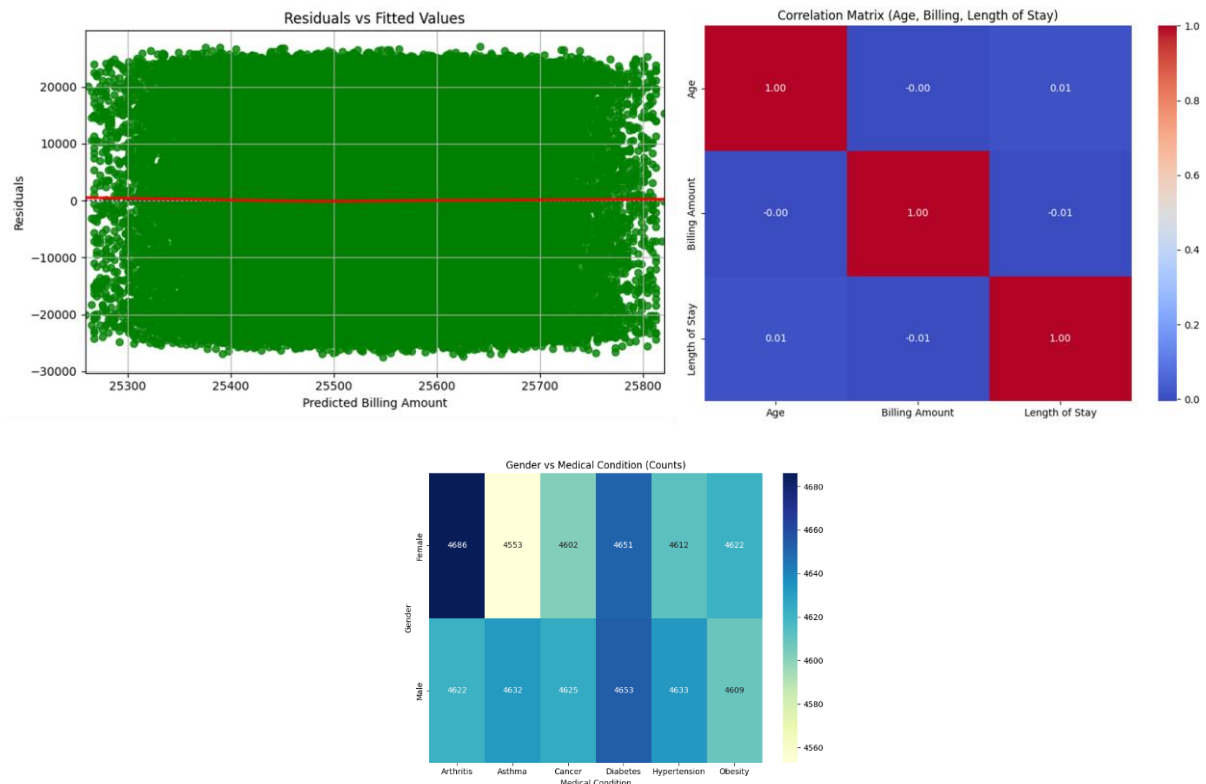 Residuals vs Fitted Values
20000
10000
0
−10000
−20000
−30000
Residuals
25300 25400 25500 25600 25700 25800
Predicted Billing Amount
Correlation Matrix (Age, Billing, Length of Stay)
Age
1.00 -0.00 0.01
Billing Amount
-0.00 1.00 -0.01
Length of Stay
0.01 -0.01 1.00
Age Billing Amount Length of Stay
1.0
0.8
0.6
0.4
0.2
0.0
Gender vs Medical Condition (Counts)
Female
4686 4553 4602 4651 4612 4622
Gender
Male
4622 4632 4625 4653 4633 4609
Arthritis Asthma Cancer Diabetes Hypertension Obesity
Medical Condition
4680
4660
4640
4620
4600
4580
4560